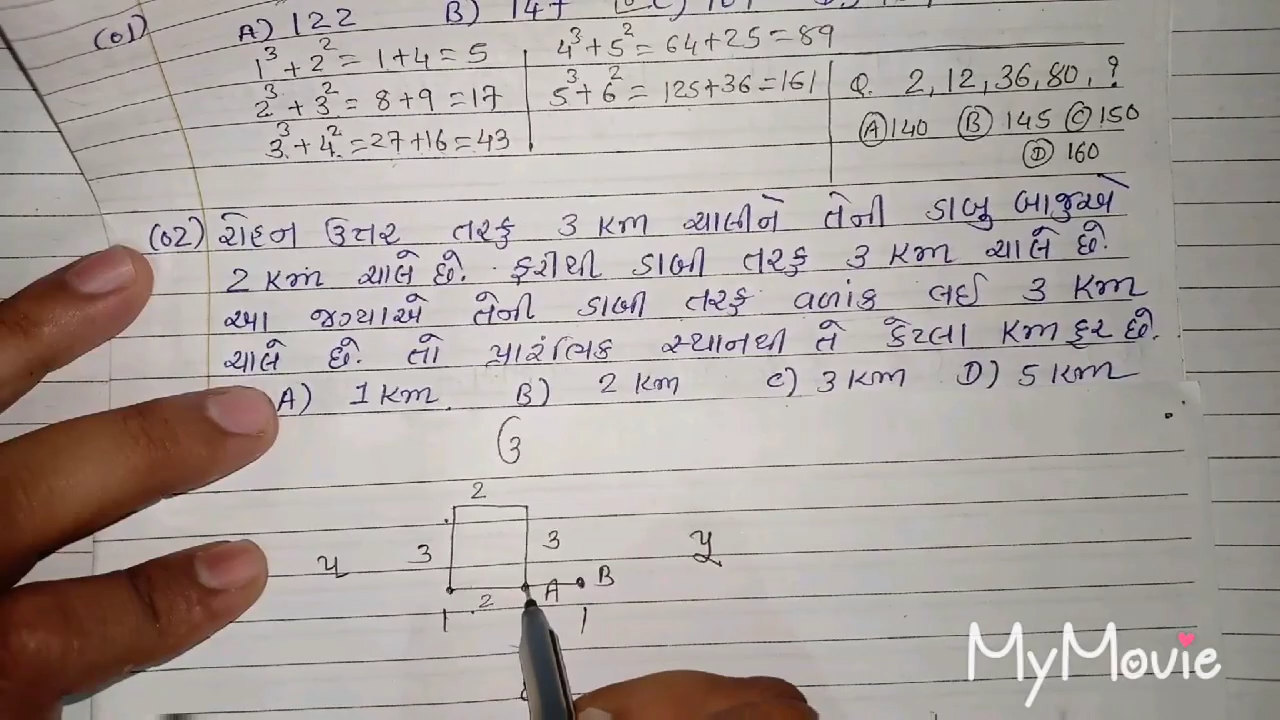 (01) A) 122 B) 147
1³ + 2² = 1+4 = 5
2³ + 3² = 8+9 = 17
3³ + 4² = 27+16 = 43
4³ + 5² = 64+25 = 89
5³ + 6² = 125+36 = 161
Q. 2, 12, 36, 80, ?
Ⓐ 140 Ⓑ 145 Ⓒ 150
Ⓓ 160
(02) રોહન ઉત્તર તરફ 3 Km ચાલીને તેની ડાબુ બાજુએ
2 Km ચાલે છે. ફરીથી ડાબી તરફ 3 Km ચાલે છે.
આ જગ્યાએ તેની ડાબી તરફ વળાંક લઈ 3 Km
ચાલે છે. તો પ્રારંભિક સ્થાનથી તે કેટલા Km દૂર છે.
A) 1 Km. B) 2 Km C) 3 Km D) 5 Km
ઉ
2
3 3
પ પૂ
2 A B
MyMovie